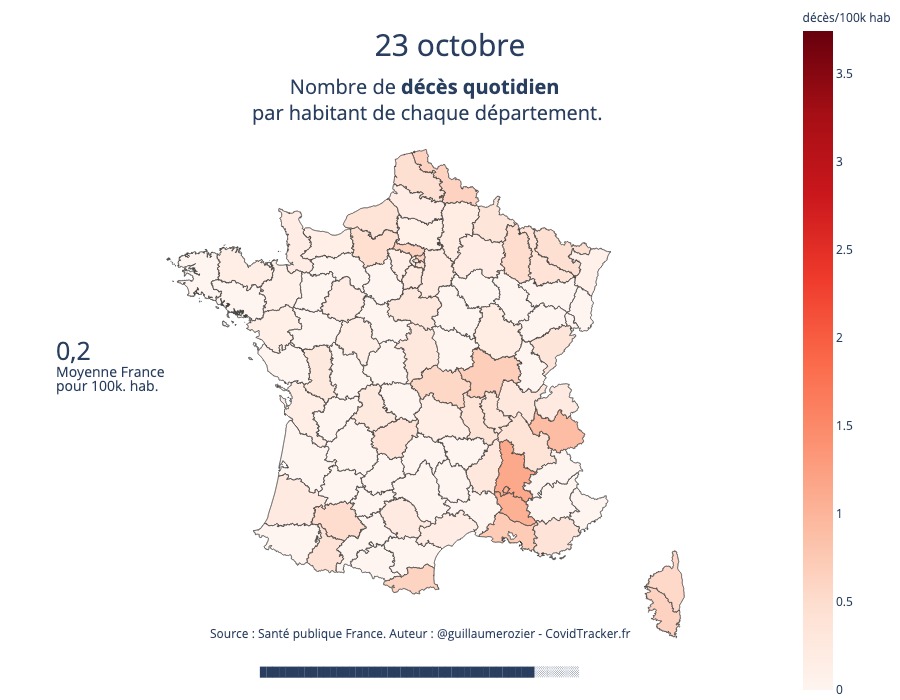 décès/100k hab
23 octobre
Nombre de décès quotidien
par habitant de chaque département.
3.5
3
2.5
2
1.5
1
0.5
0
0,2
Moyenne France
pour 100k. hab.
Source : Santé publique France. Auteur : @guillaumerozier - CovidTracker.fr